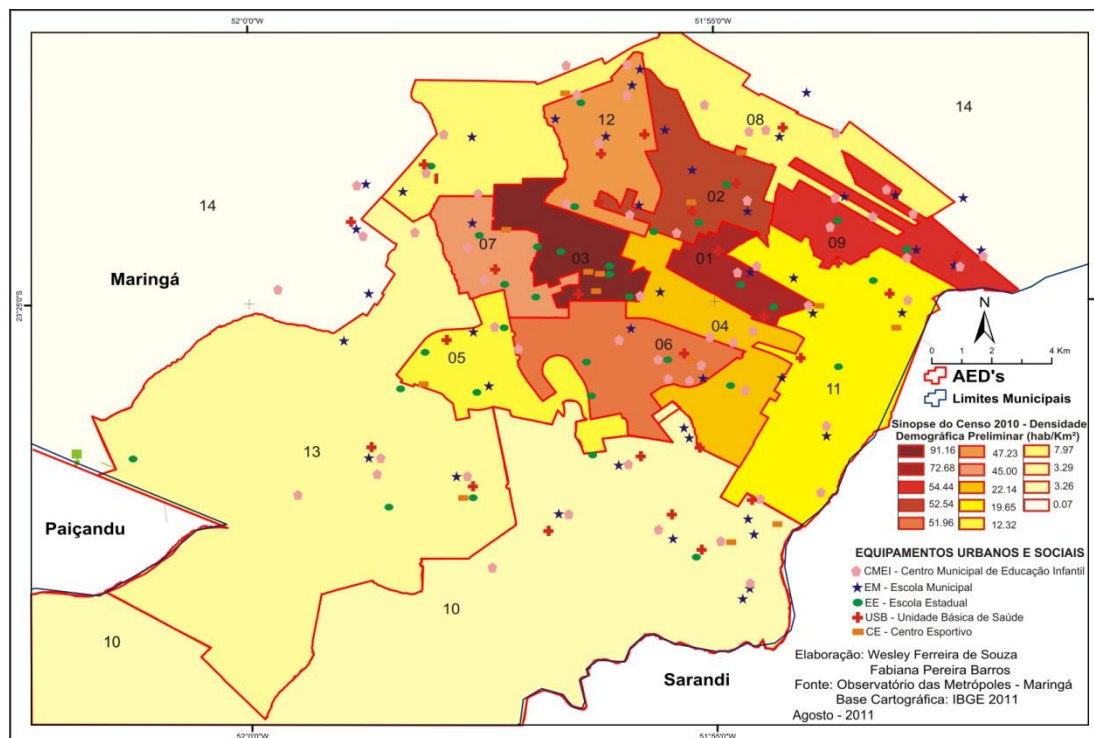 52°0'0"W
51°55'0"W
14
14
08
12
02
09
07
03
01
Maringá
23°25'S
N
04
06
05
0 1 2 4 Km
AED's
Limites Municipais
11
Sinopse do Censo 2010 - Densidade
Demográfica Preliminar (hab/Km²)
91.16 47.23 7.97
72.68 45.00 3.29
54.44 22.14 3.26
52.54 19.65 0.07
51.96 12.32
13
Paiçandu
EQUIPAMENTOS URBANOS E SOCIAIS
CMEI - Centro Municipal de Educação Infantil
EM - Escola Municipal
EE - Escola Estadual
USB - Unidade Básica de Saúde
CE - Centro Esportivo
10
10
Sarandi
Elaboração: Wesley Ferreira de Souza
Fabiana Pereira Barros
Fonte: Observatório das Metrópoles - Maringá
Base Cartográfica: IBGE 2011
Agosto - 2011
52°0'0"W
51°55'0"W